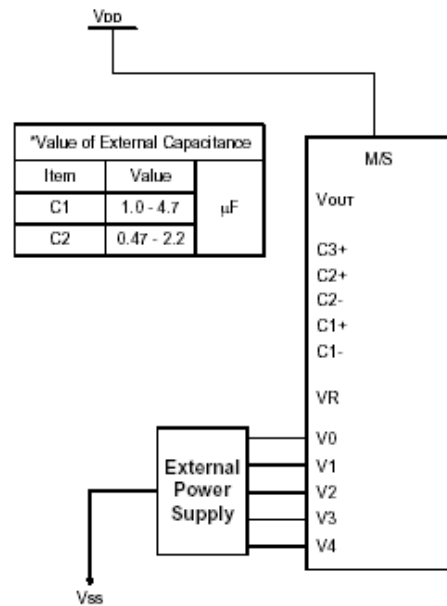 VDD
*Value of External Capacitance
Item Value
C1 1.0 - 4.7 µF
C2 0.47 - 2.2
M/S
VOUT
C3+
C2+
C2-
C1+
C1-
VR
V0
V1
V2
V3
V4
External
Power
Supply
VSS